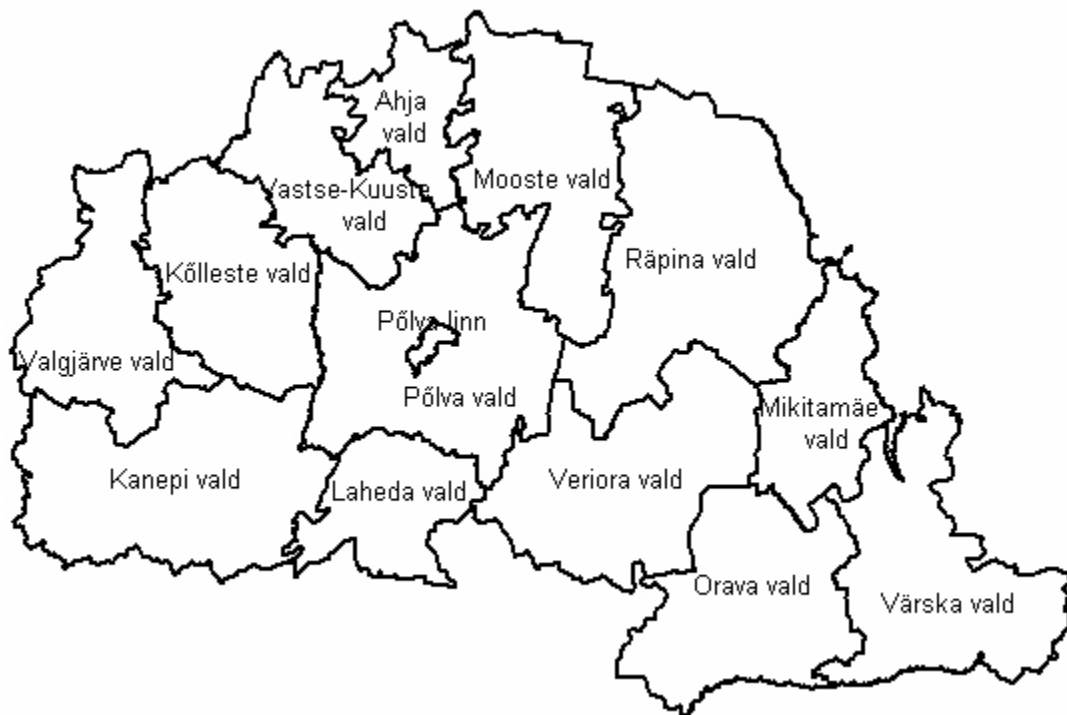 Ahja
vald
Mooste vald
Vastse-Kuuste
vald
Räpina vald
Kõlleste vald
Põlva linn
Valgjärve vald
Põlva vald
Mikitamäe
vald
Kanepi vald
Laheda vald
Veriora vald
Orava vald
Värska vald